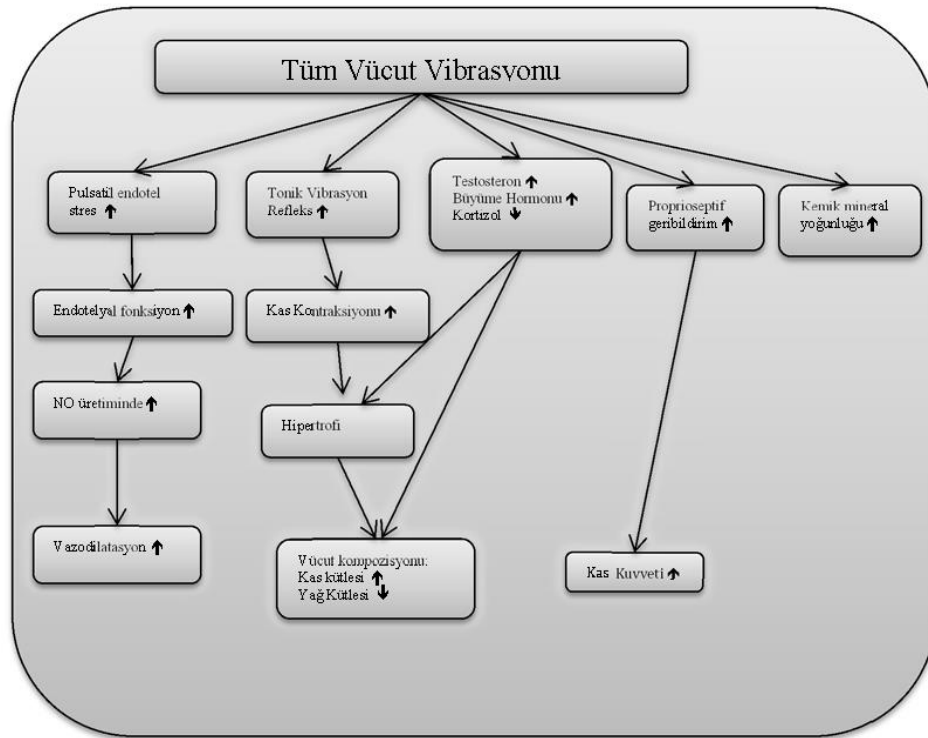 Tüm Vücut Vibrasyonu
Pulsatil endotel
stres ↑
Tonik Vibrasyon
Refleks ↑
Testosteron ↑
Büyüme Hormonu ↑
Kortizol ↓
Proprioseptif
geribildirim ↑
Kemik mineral
yoğunluğu ↑
Endotelyal fonksiyon ↑
Kas Kontraksiyonu ↑
NO üretiminde ↑
Hipertrofi
Vazodilatasyon ↑
Vücut kompozisyonu:
Kas kütlesi ↑
Yağ Kütlesi ↓
Kas Kuvveti ↑